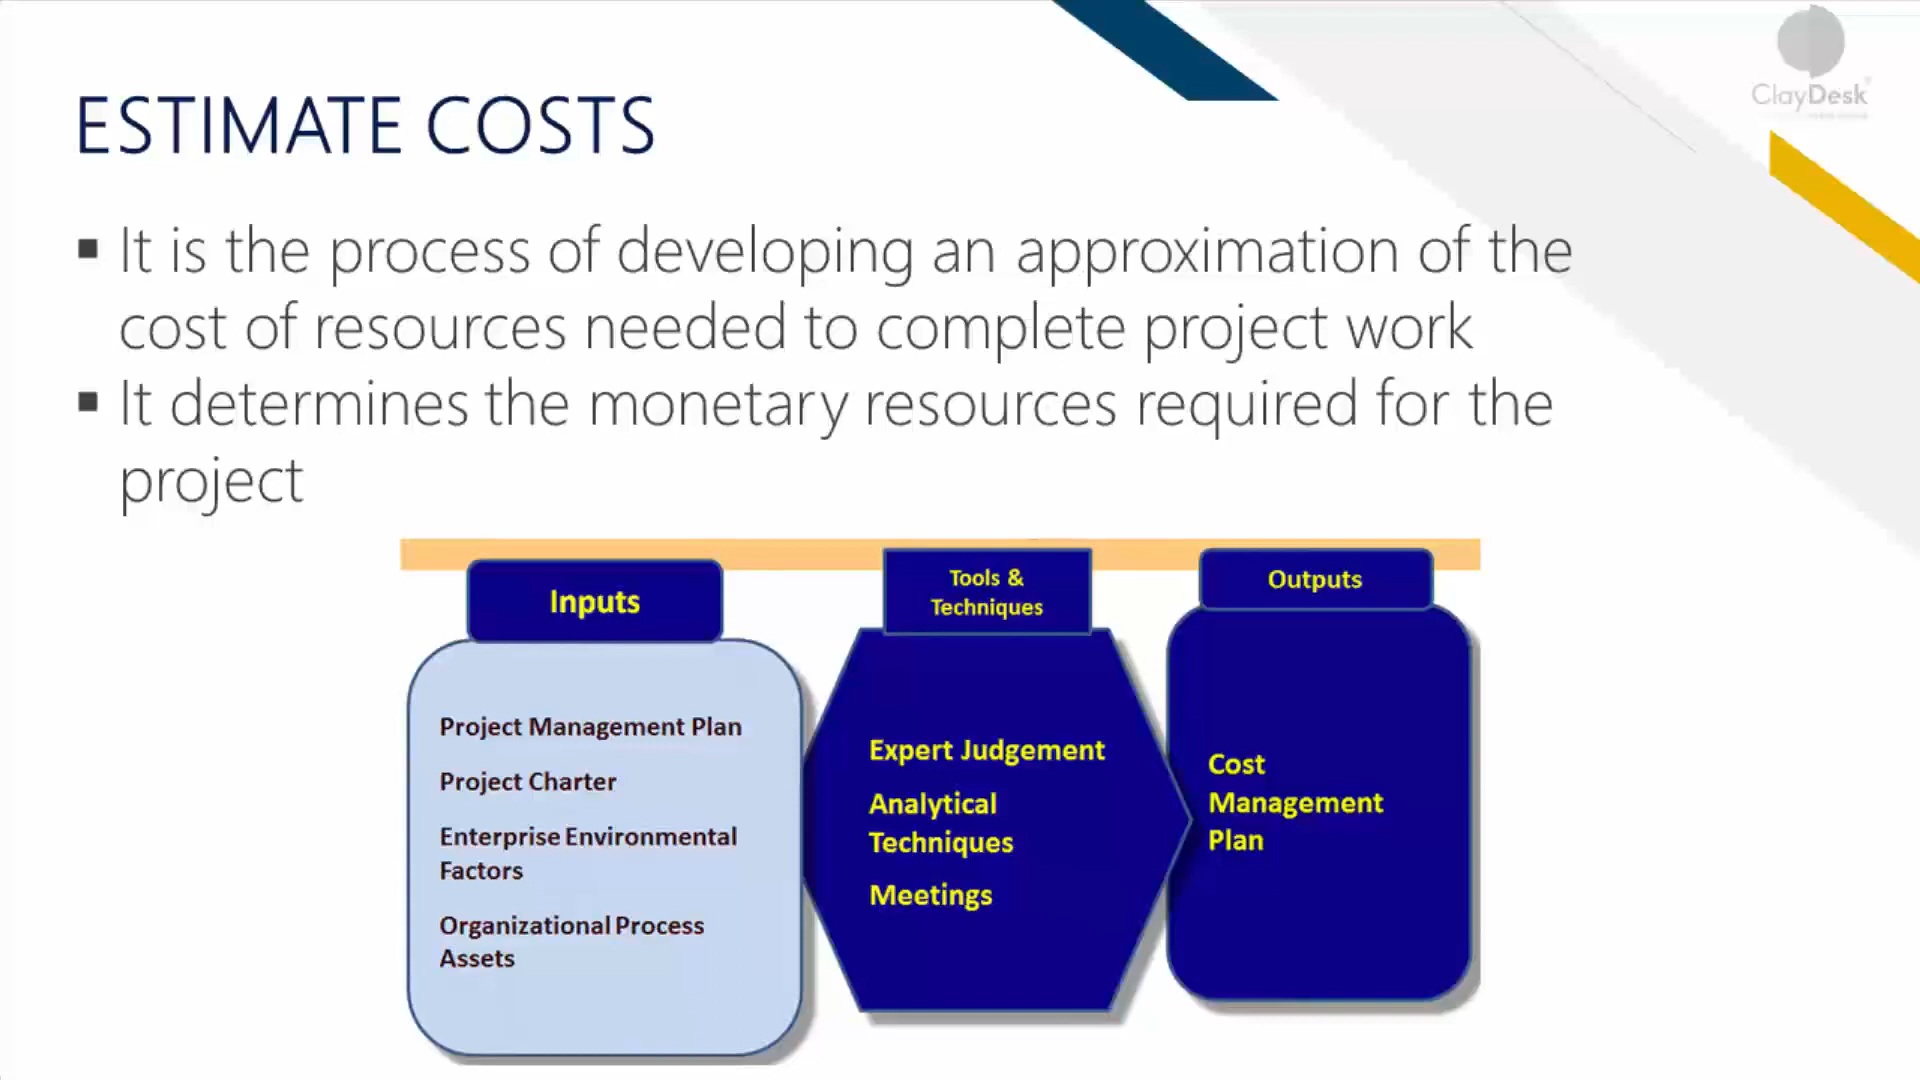 ClayDesk
ESTIMATE COSTS
▪ It is the process of developing an approximation of the
cost of resources needed to complete project work
▪ It determines the monetary resources required for the
project
Inputs
Project Management Plan
Project Charter
Enterprise Environmental
Factors
Organizational Process
Assets
Tools &
Techniques
Expert Judgement
Analytical
Techniques
Meetings
Outputs
Cost
Management
Plan